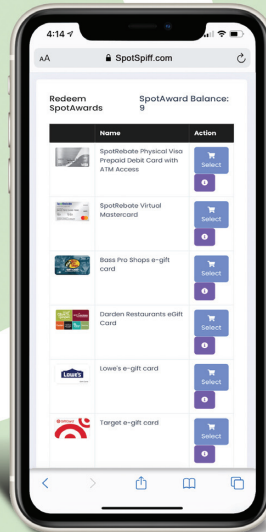 4:14
AA SpotSpiff.com
Redeem SpotAward Balance:
SpotAwards 9
Name Action
SpotRebate Physical Visa
Prepaid Debit Card with
ATM Access
Select
SpotRebate Virtual
Mastercard
Select
Bass Pro Shops e-gift
card
Select
Darden Restaurants eGift
Card
Select
LOWE'S
Lowe's e-gift card
Select
Target e-gift card
Select